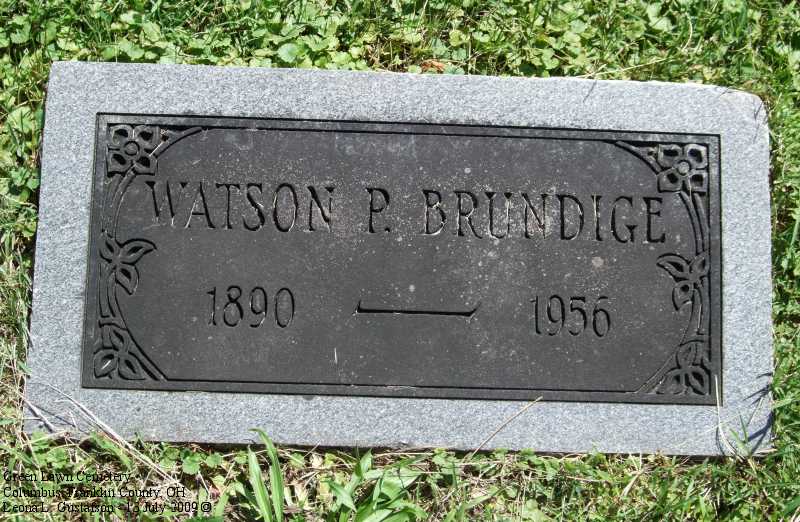 WATSON P. BRUNDIGE
1890 — 1956
Green Lawn Cemetery
Columbus, Franklin County, OH
Leona L. Gustafson - 13 July 2009 ©